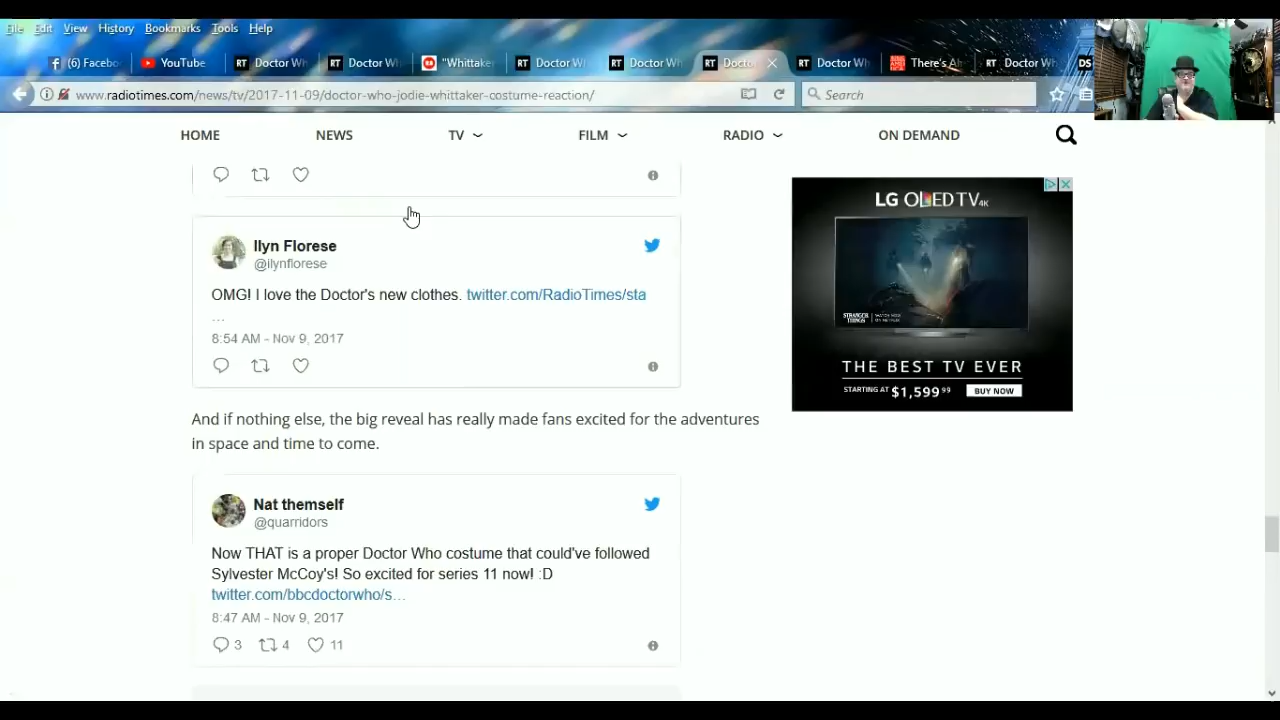 File Edit View History Bookmarks Tools Help
(6) Facebo
YouTube
Doctor Wh
Doctor Wh
"Whittake
Doctor W
Doctor Wh
Docto
Doctor Wh
There's A
Doctor Wh
DS
www.radiotimes.com/news/tv/2017-11-09/doctor-who-jodie-whittaker-costume-reaction/
Search
HOME NEWS TV FILM RADIO ON DEMAND
Ilyn Florese
@ilynflorese
OMG! I love the Doctor's new clothes. twitter.com/RadioTimes/sta
…
8:54 AM - Nov 9, 2017
And if nothing else, the big reveal has really made fans excited for the adventures
in space and time to come.
Nat themself
@quarridors
Now THAT is a proper Doctor Who costume that could've followed
Sylvester McCoy's! So excited for series 11 now! :D
twitter.com/bbcdoctorwho/s…
8:47 AM - Nov 9, 2017
3 4 11
LG OLED TV 4K
STRANGER
THINGS
THE BEST TV EVER
STARTING AT $1,599 99 BUY NOW